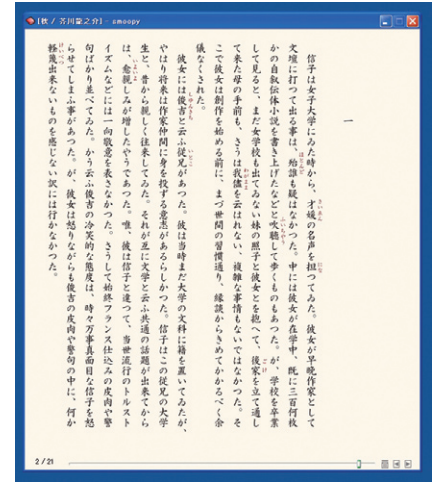 [秋 / 芥川龍之介] - smoopy
一
信子は女子大学にゐた時から、才媛の名声を担つてゐた。彼女が早晩作家として
文壇に打つて出る事は、殆誰も疑はなかつた。中には彼女が在学中、既に三百何枚
かの自叙伝体小説を書き上げたなどと吹聴して歩くものもあつた。が、学校を卒業
して見ると、まだ女学校も出てゐない妹の照子と彼女とを抱へて、後家を立て通し
て来た母の手前も、さうは我儘を云はれない、複雑な事情もないではなかつた。そ
こで彼女は創作を始める前に、まづ世間の習慣通り、縁談からきめてかかるべく余
儀なくされた。
彼女には俊吉と云ふ従兄があつた。彼は当時まだ大学の文科に籍を置いてゐたが、
やはり将来は作家仲間に身を投ずる意志があるらしかつた。信子はこの従兄の大学
生と、昔から親しく往来してゐた。それが互に文学と云ふ共通の話題が出来てから
は、愈親しみが増したやうであつた。唯、彼は信子と違つて、当世流行のトルスト
イズムなどには一向敬意を表さなかつた。さうして始終フランス仕込みの皮肉や警
句ばかり並べてゐた。かう云ふ俊吉の冷笑的な態度は、時々万事真面目な信子を怒
らせてしまふ事があつた。が、彼女は怒りながらも俊吉の皮肉や警句の中に、何か
軽蔑出来ないものを感じない訳には行かなかつた。
2 / 21